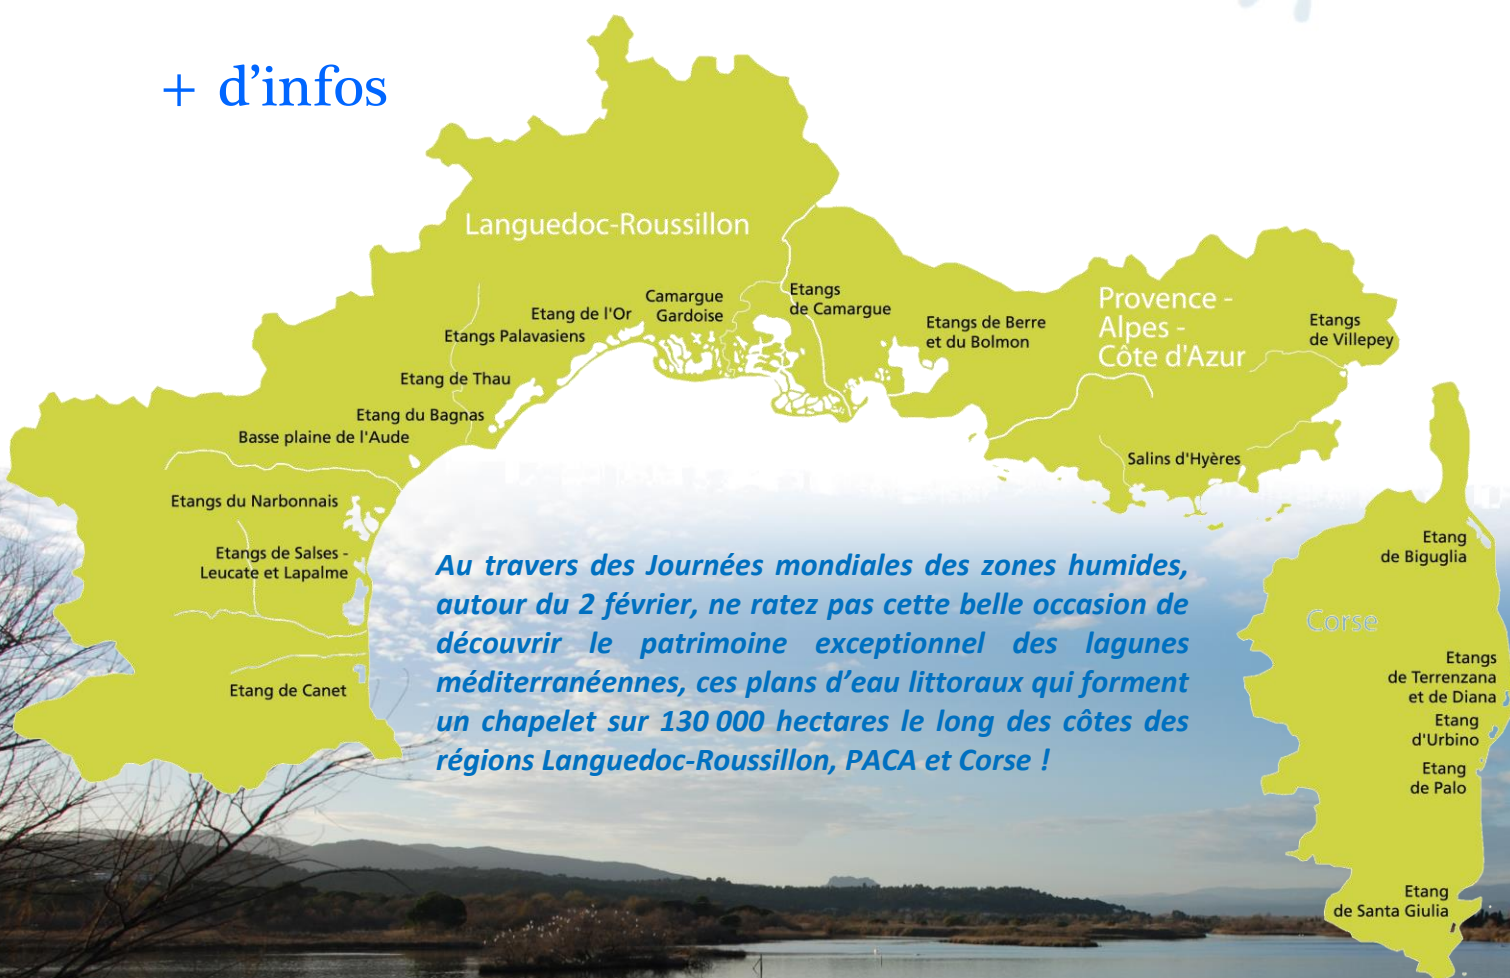 + d'infos
Languedoc-Roussillon
Camargue
Gardoise
Etang de l'Or
Etangs Palavasiens
Etang de Thau
Etang du Bagnas
Basse plaine de l'Aude
Etangs du Narbonnais
Etangs de Salses -
Leucate et Lapalme
Etang de Canet
Etangs
de Camargue
Etangs de Berre
et du Bolmon
Provence -
Alpes -
Côte d'Azur
Etangs
de Villepey
Salins d'Hyères
Au travers des Journées mondiales des zones humides,
autour du 2 février, ne ratez pas cette belle occasion de
découvrir le patrimoine exceptionnel des lagunes
méditerranéennes, ces plans d’eau littoraux qui forment
un chapelet sur 130 000 hectares le long des côtes des
régions Languedoc-Roussillon, PACA et Corse !
Etang
de Biguglia
Corse
Etangs
de Terrenzana
et de Diana
Etang
d'Urbino
Etang
de Palo
Etang
de Santa Giulia